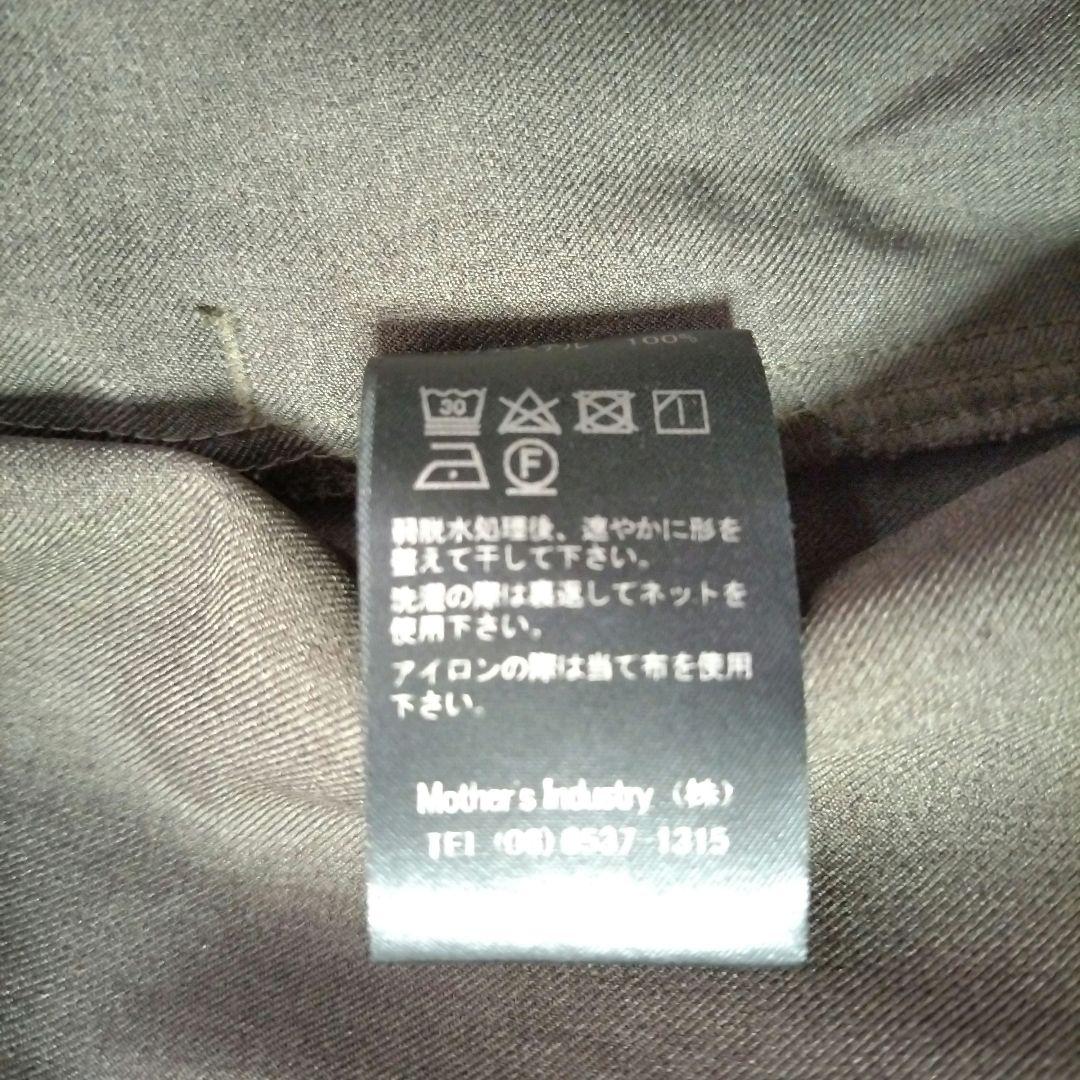 100%
30
F
弱脱水処理後、速やかに形を
整えて干して下さい。
洗濯の際は裏返してネットを
使用下さい。
アイロンの際は当て布を使用
下さい。
Mother's Industry (株)
TEL (06) 6537-1315